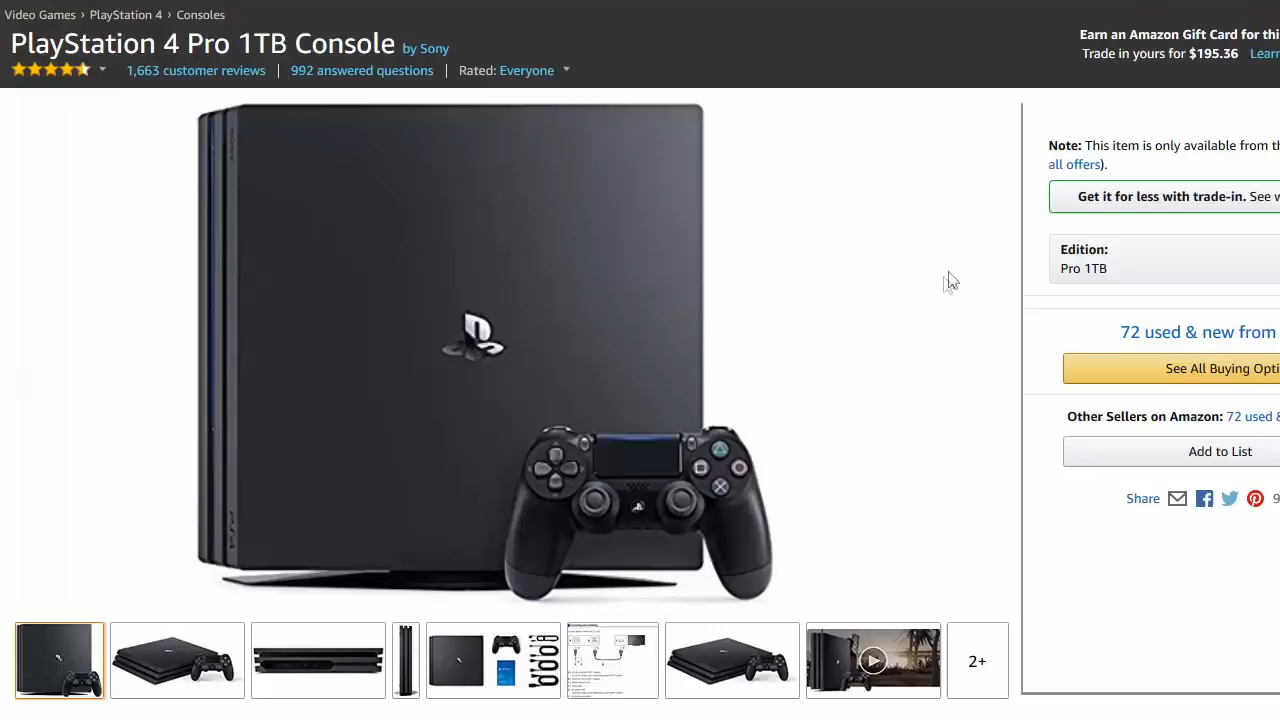 Video Games › PlayStation 4 › Consoles
PlayStation 4 Pro 1TB Console by Sony
1,663 customer reviews | 992 answered questions | Rated: Everyone
Earn an Amazon Gift Card for thi
Trade in yours for $195.36 Lear
Note: This item is only available from th
all offers).
Get it for less with trade-in. See
Edition:
Pro 1TB
72 used & new from
See All Buying Opti
Other Sellers on Amazon: 72 used &
Add to List
Share
2+